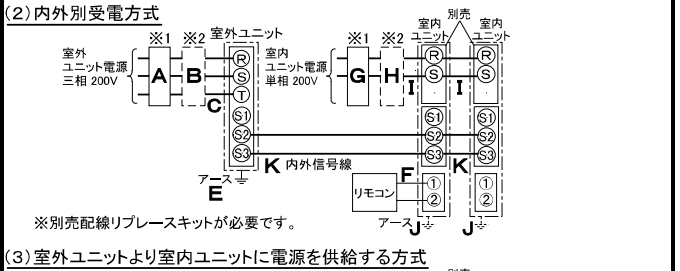 (2)内外別受電方式
別売
※1 ※2 室外ユニット
※1 ※2 室内ユニット 室内ユニット
室外
ユニット電源
三相 200V
A B C
R
S
T
S1
S2
S3
室内
ユニット電源
単相 200V
G H I I
R
S
S1
S2
S3
R
S
S1
S2
S3
K 内外信号線 K
アース
E
F
リモコン
①
②
①
②
アース J J
※別売配線リプレースキットが必要です。
(3)室外ユニットより室内ユニットに電源を供給する方式